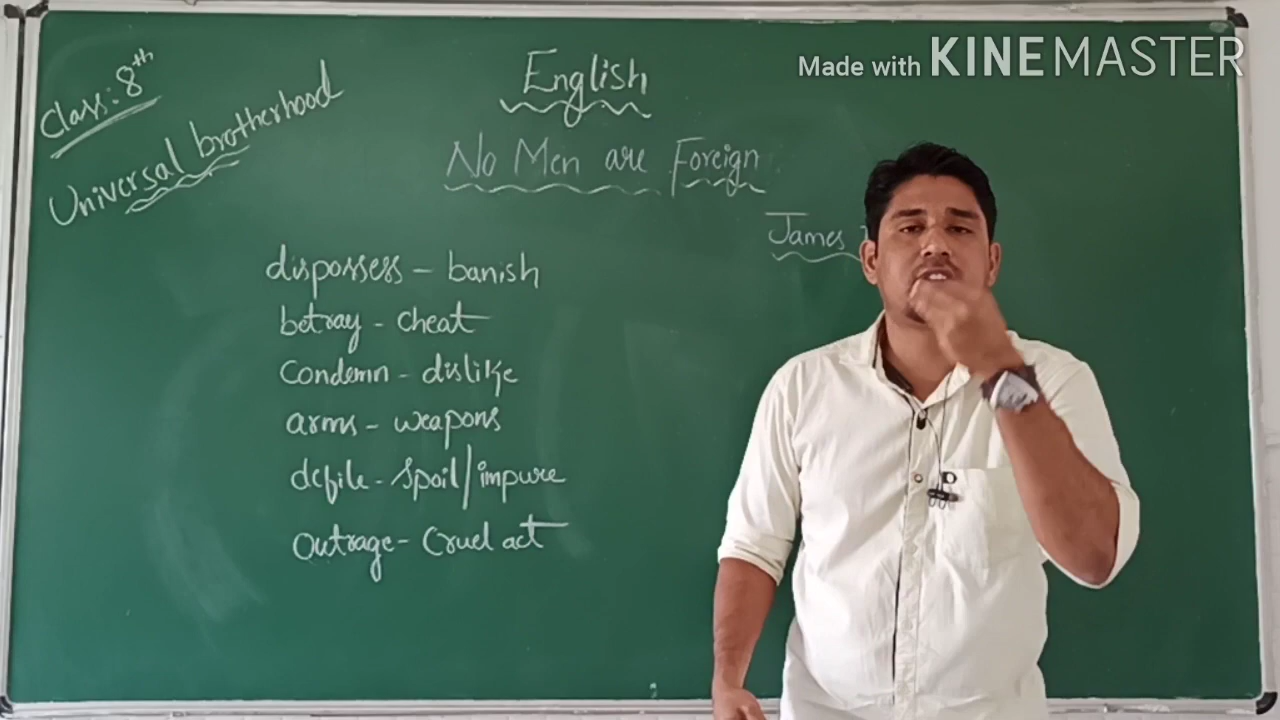 Made with KINEMASTER
Class: 8th
English
Universal brotherhood
No Men are Foreign
James
dispossess - banish
betray - cheat
Condemn - dislike
arms - weapons
defile - spoil/impure
Outrage - Cruel act